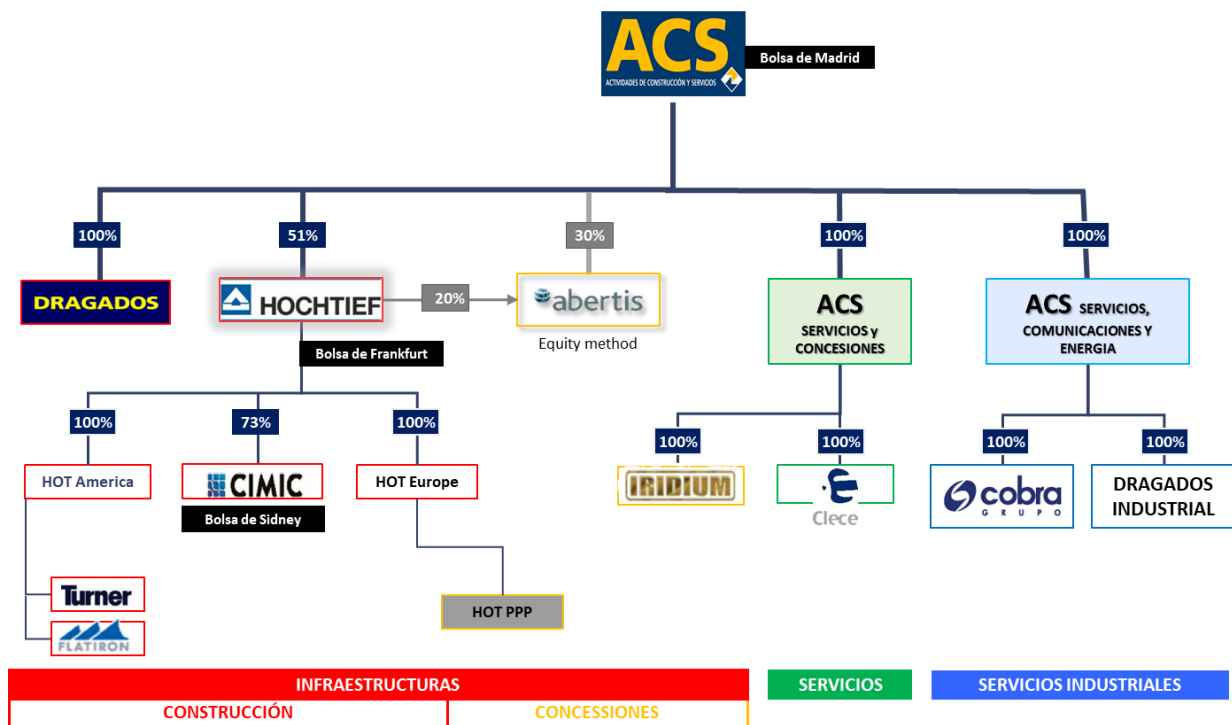 ACS
ACTIVIDADES DE CONSTRUCCIÓN Y SERVICIOS
Bolsa de Madrid
100%
51%
30%
100%
100%
DRAGADOS
HOCHTIEF
20%
abertis
Equity method
ACS
SERVICIOS y
CONCESIONES
ACS SERVICIOS,
COMUNICACIONES Y
ENERGIA
Bolsa de Frankfurt
100%
73%
100%
100%
100%
100%
100%
HOT America
CIMIC
HOT Europe
IRIDIUM
Clece
cobra
GRUPO
DRAGADOS
INDUSTRIAL
Bolsa de Sidney
Turner
FLATIRON
HOT PPP
INFRAESTRUCTURAS
SERVICIOS
SERVICIOS INDUSTRIALES
CONSTRUCCIÓN
CONCESSIONES